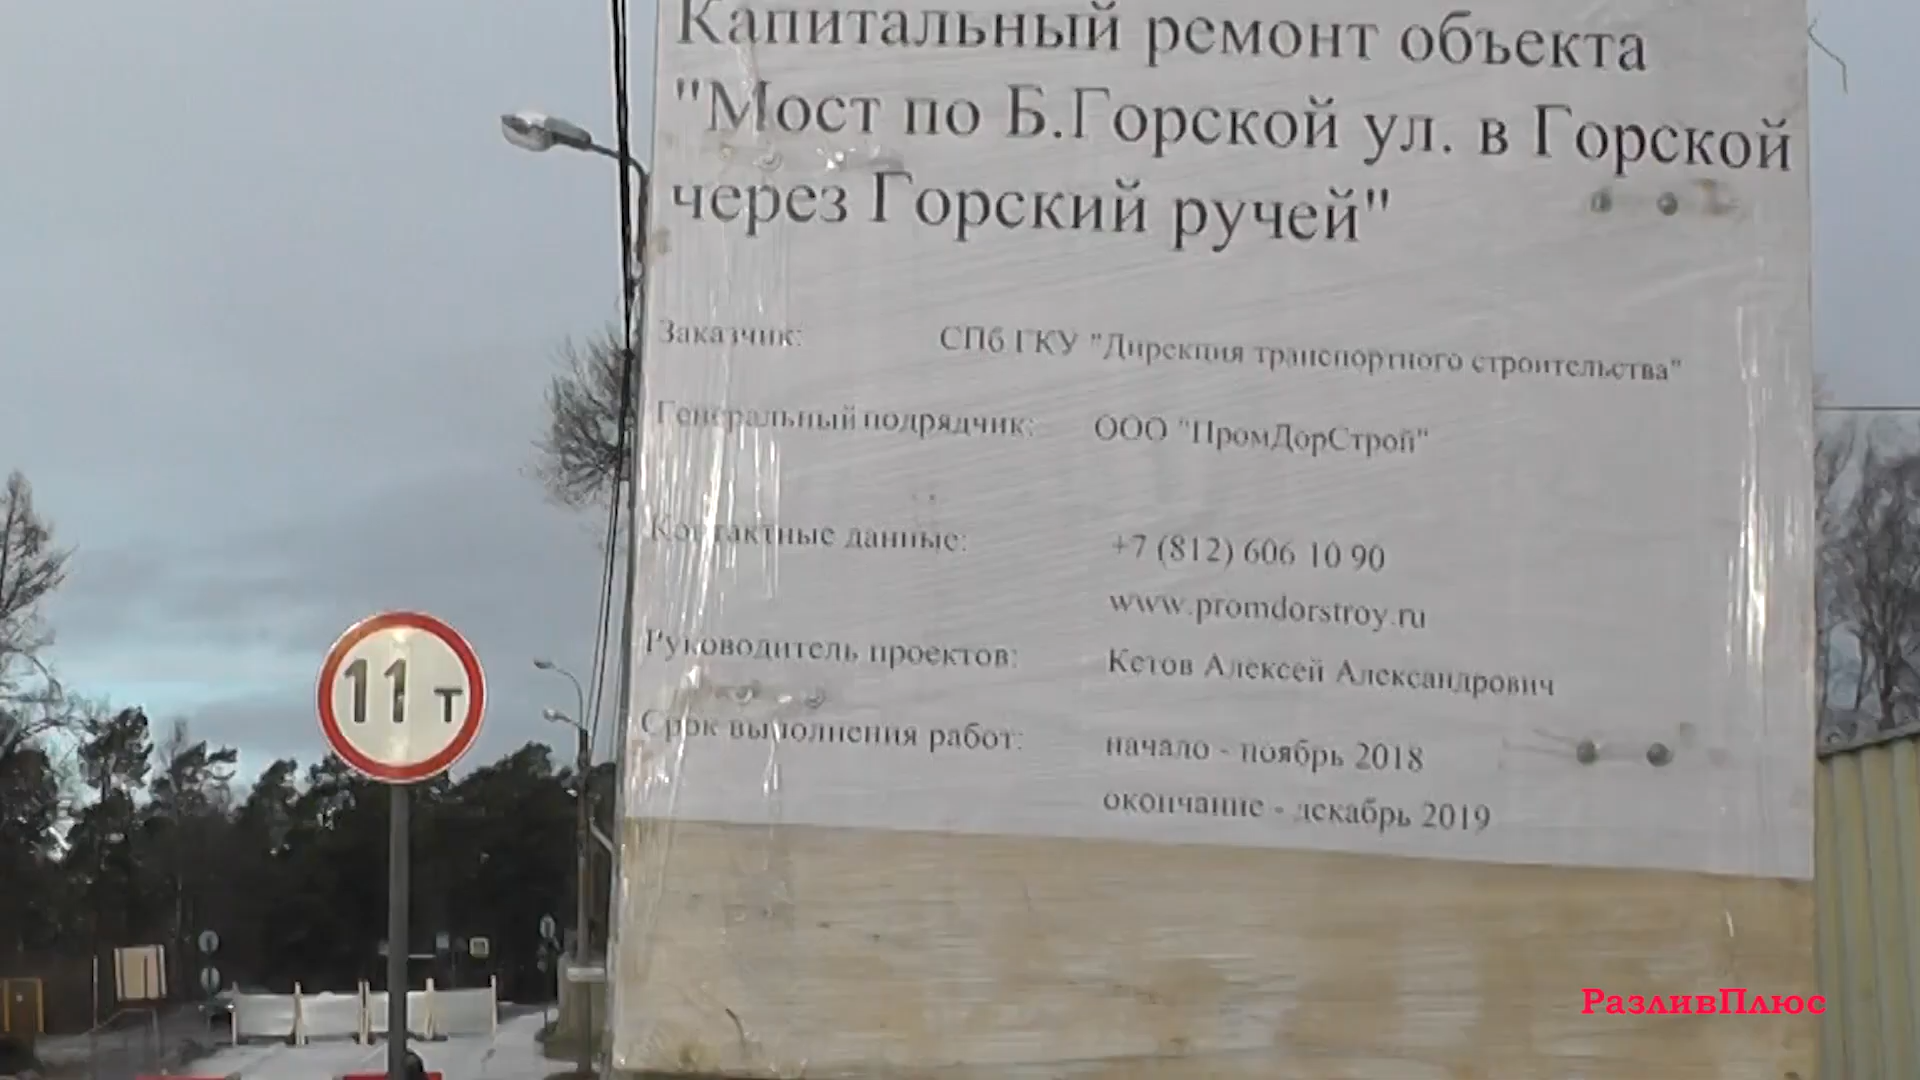 Капитальный ремонт объекта
"Мост по Б.Горской ул. в Горской
через Горский ручей"
Заказчик: СПб ГКУ "Дирекция транспортного строительства"
Генеральный подрядчик: ООО "ПромДорСтрой"
Контактные данные: +7 (812) 606 10 90
www.promdorstroy.ru
Руководитель проектов: Кетов Алексей Александрович
Срок выполнения работ: начало - ноябрь 2018
окончание - декабрь 2019
11 т
РазливПлюс